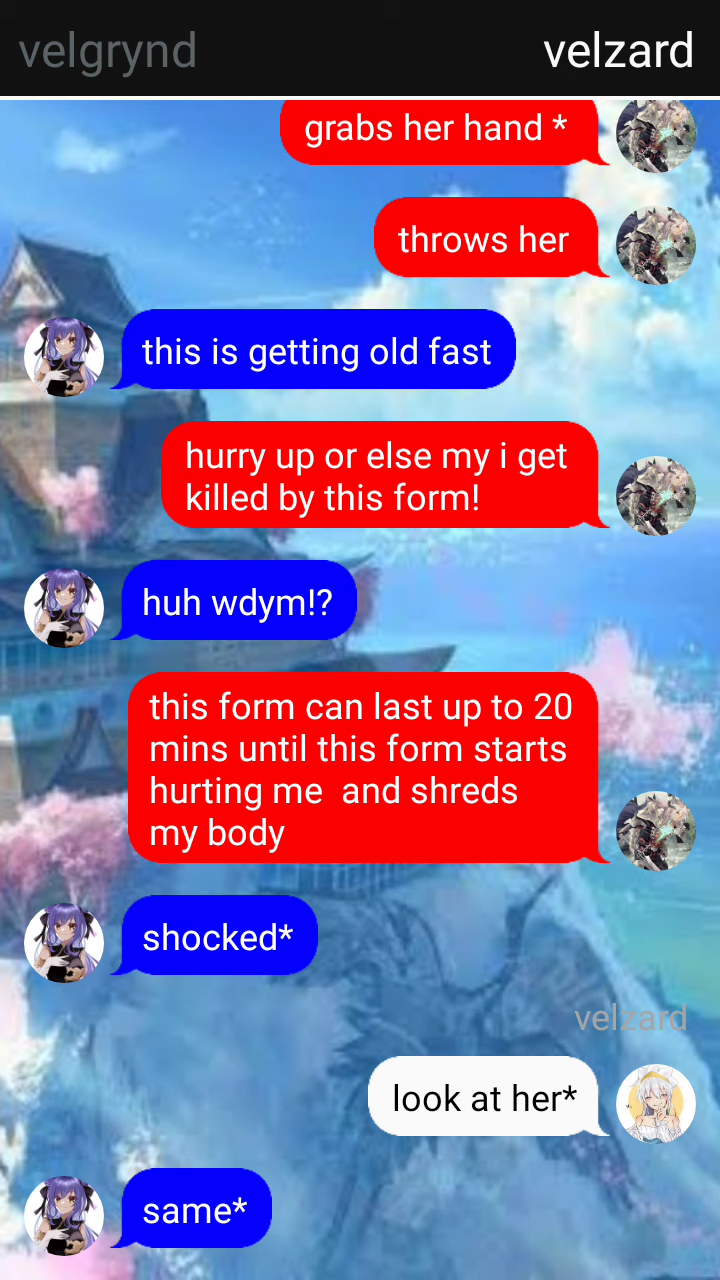 velgrynd
velzard
grabs her hand *
throws her
this is getting old fast
hurry up or else my i get
killed by this form!
huh wdym!?
this form can last up to 20
mins until this form starts
hurting me  and shreds
my body
shocked*
velzard
look at her*
same*